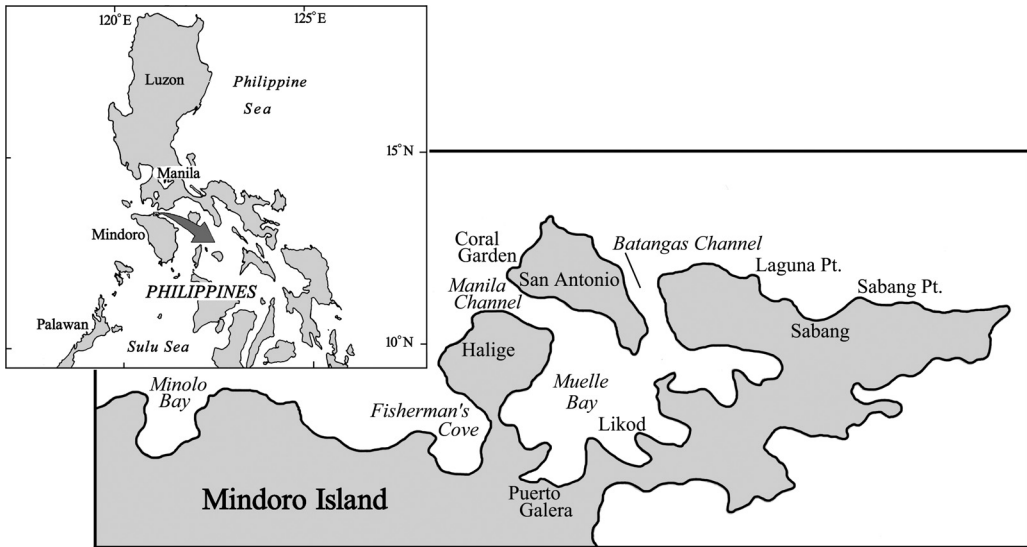 120°E
125°E
Luzon
Philippine
Sea
15°N
Manila
Mindoro
PHILIPPINES
Palawan
Sulu Sea
10°N
Coral
Garden
Batangas Channel
San Antonio
Laguna Pt.
Manila
Channel
Sabang Pt.
Sabang
Halige
Minolo
Bay
Muelle
Bay
Fisherman's
Cove
Likod
Mindoro Island
Puerto
Galera